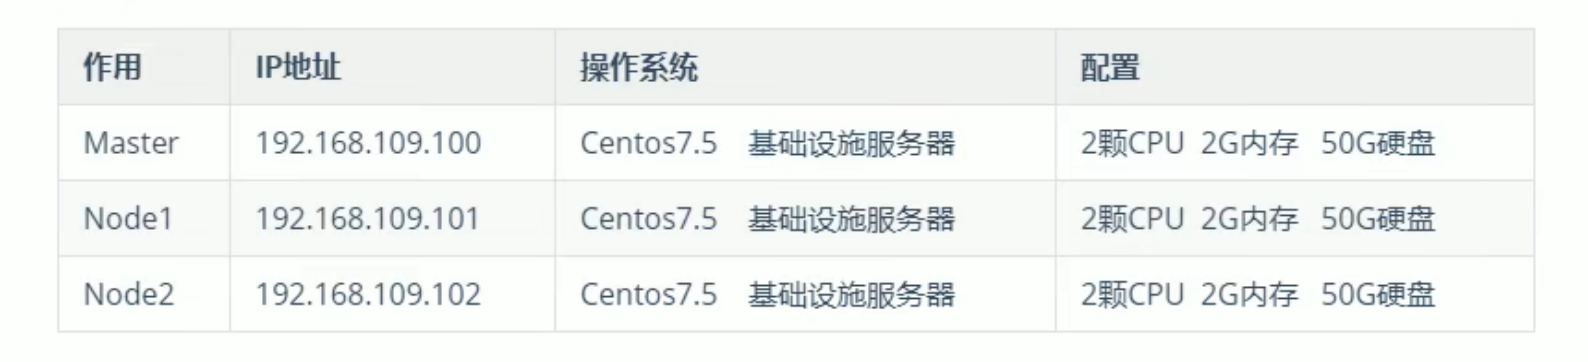 作用 IP地址 操作系统 配置
Master 192.168.109.100 Centos7.5 基础设施服务器 2颗CPU 2G内存 50G硬盘
Node1 192.168.109.101 Centos7.5 基础设施服务器 2颗CPU 2G内存 50G硬盘
Node2 192.168.109.102 Centos7.5 基础设施服务器 2颗CPU 2G内存 50G硬盘